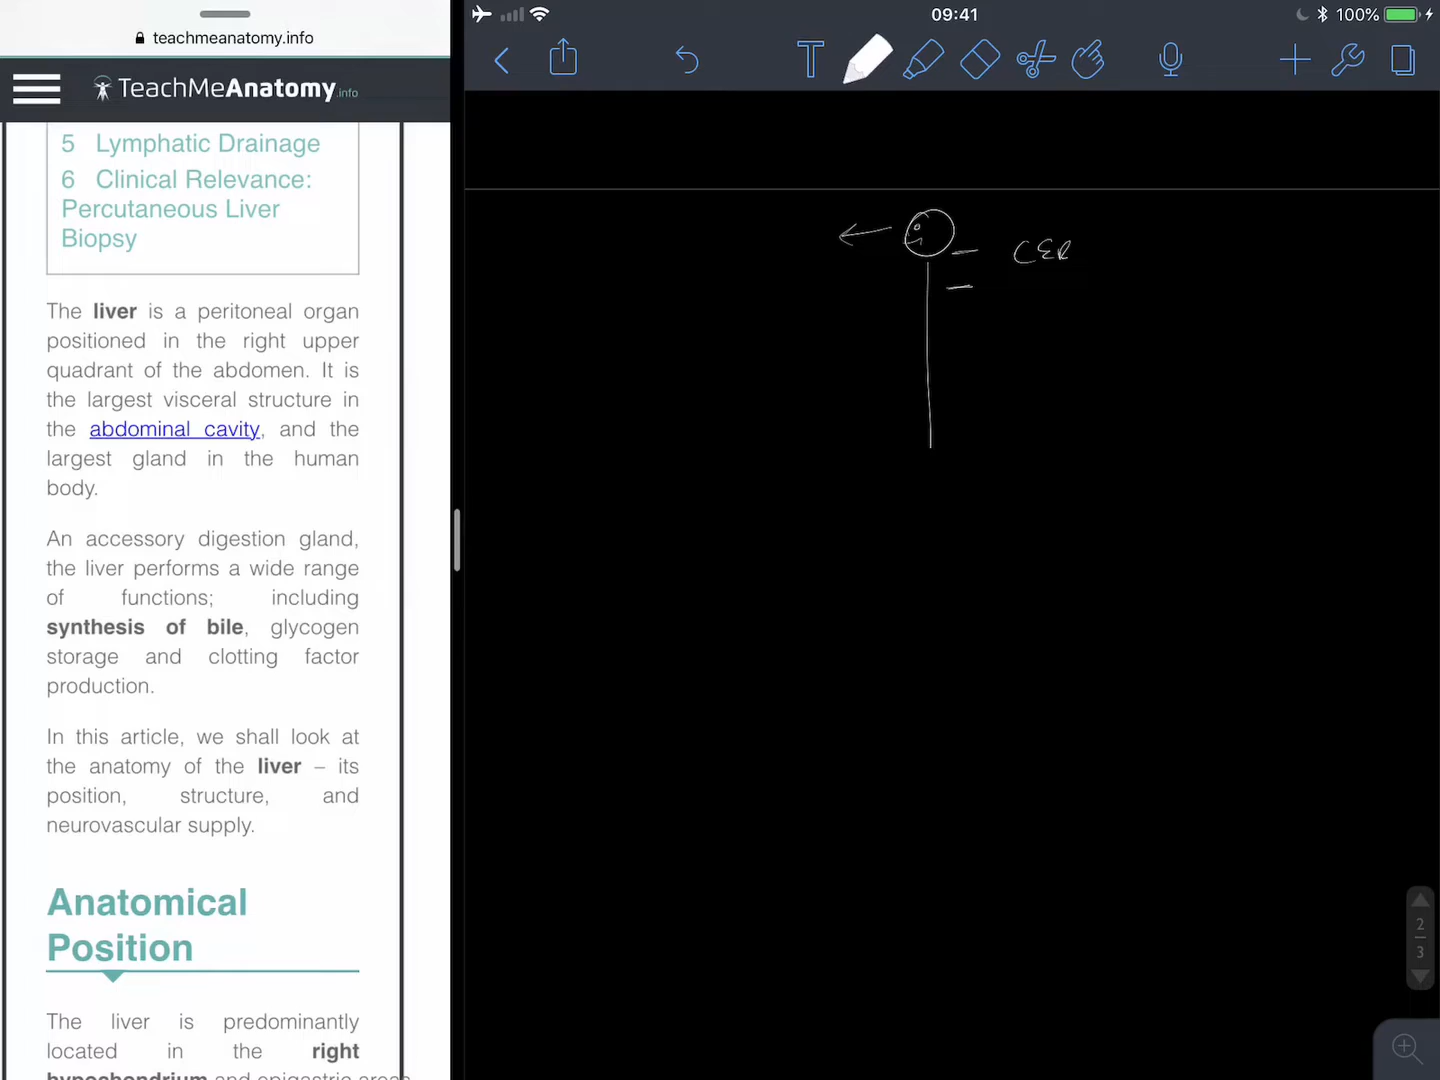 teachmeanatomy.info
TeachMeAnatomy.info
5 Lymphatic Drainage
6 Clinical Relevance:
Percutaneous Liver
Biopsy
The liver is a peritoneal organ
positioned in the right upper
quadrant of the abdomen. It is
the largest visceral structure in
the abdominal cavity, and the
largest gland in the human
body.
An accessory digestion gland,
the liver performs a wide range
of functions; including
synthesis of bile, glycogen
storage and clotting factor
production.
In this article, we shall look at
the anatomy of the liver – its
position, structure, and
neurovascular supply.
Anatomical
Position
The liver is predominantly
located in the right
hypochondrium and epigastric areas
09:41
100%
T
CER
2
3